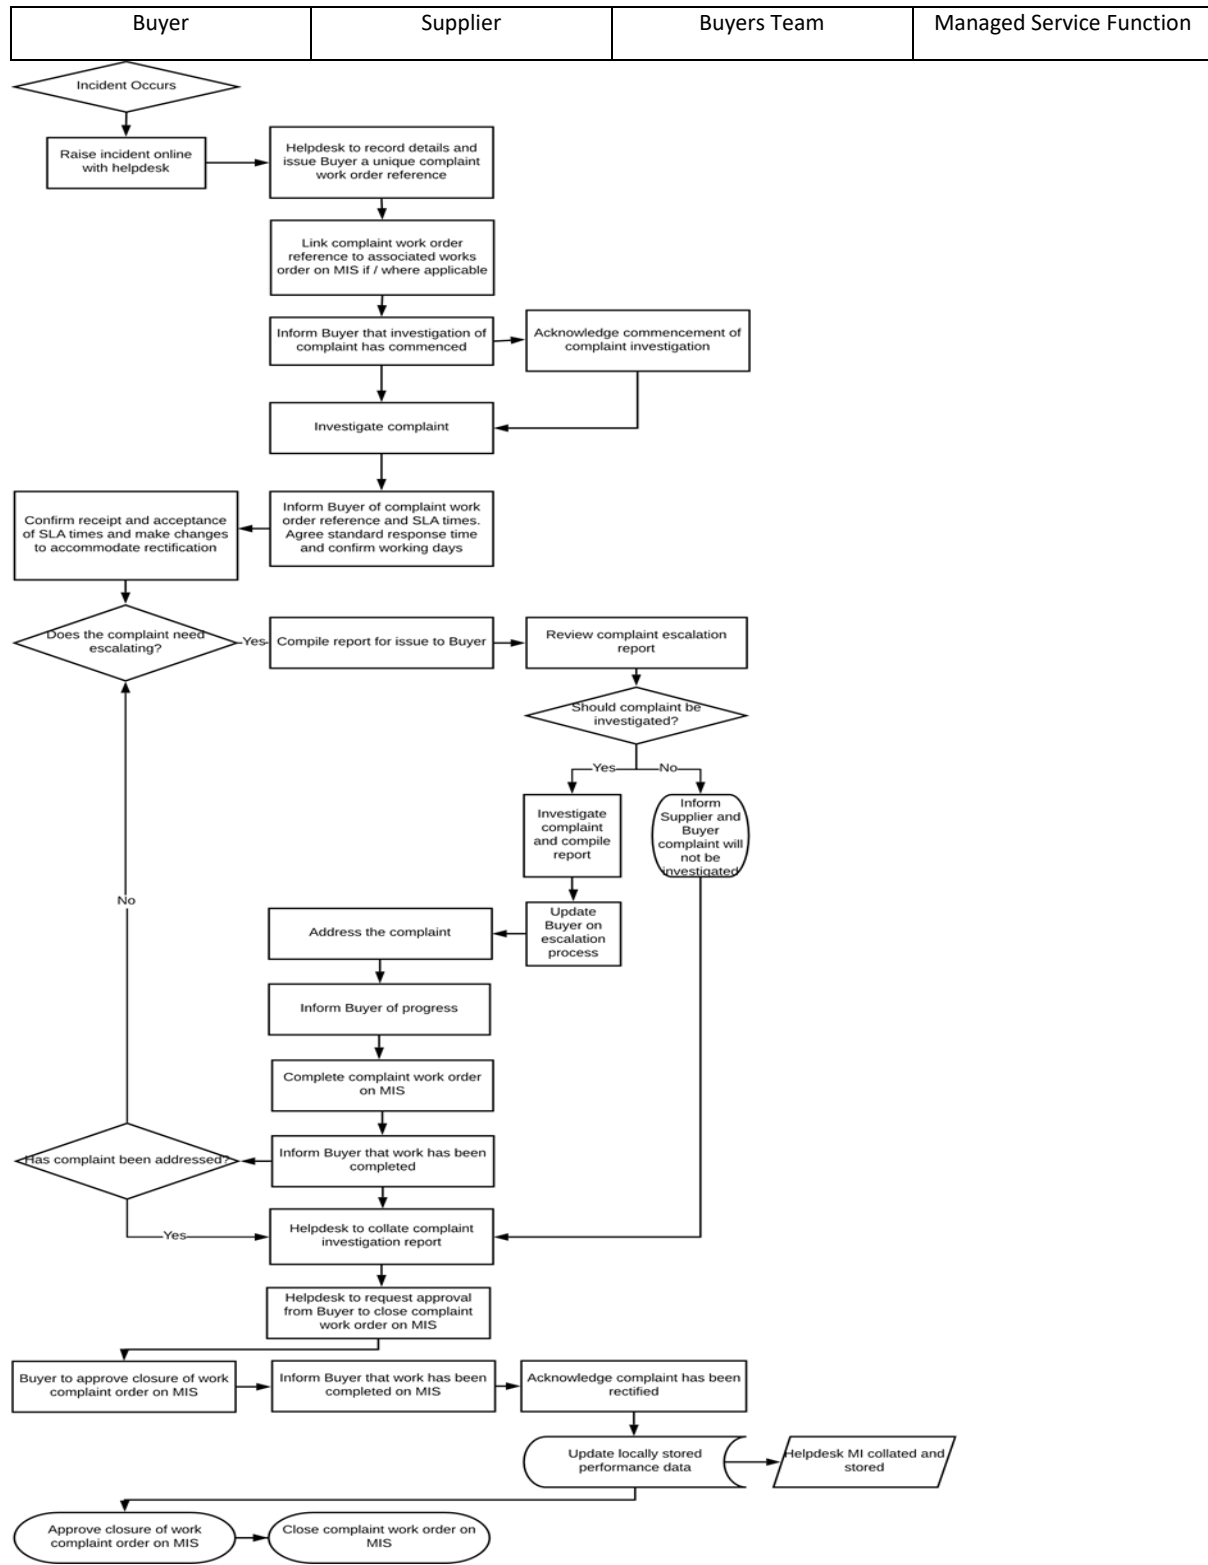 Buyer
Supplier
Buyers Team
Managed Service Function
Incident Occurs
Raise incident online
with helpdesk
Helpdesk to record details and
issue Buyer a unique complaint
work order reference
Link complaint work order
reference to associated works
order on MIS if / where applicable
Inform Buyer that investigation of
complaint has commenced
Acknowledge commencement of
complaint investigation
Investigate complaint
Confirm receipt and acceptance
of SLA times and make changes
to accommodate rectification
Inform Buyer of complaint work
order reference and SLA times.
Agree standard response time
and confirm working days
Does the complaint need
escalating?
Yes
Compile report for issue to Buyer
Review complaint escalation
report
Should complaint be
investigated?
Yes
No
Investigate
complaint
and compile
report
Inform
Supplier and
Buyer
complaint will
not be
investigated
No
Address the complaint
Update
Buyer on
escalation
process
Inform Buyer of progress
Complete complaint work order
on MIS
Has complaint been addressed?
Inform Buyer that work has been
completed
Yes
Helpdesk to collate complaint
investigation report
Helpdesk to request approval
from Buyer to close complaint
work order on MIS
Buyer to approve closure of work
complaint order on MIS
Inform Buyer that work has been
completed on MIS
Acknowledge complaint has been
rectified
Update locally stored
performance data
Helpdesk MI collated and
stored
Approve closure of work
complaint order on MIS
Close complaint work order on
MIS